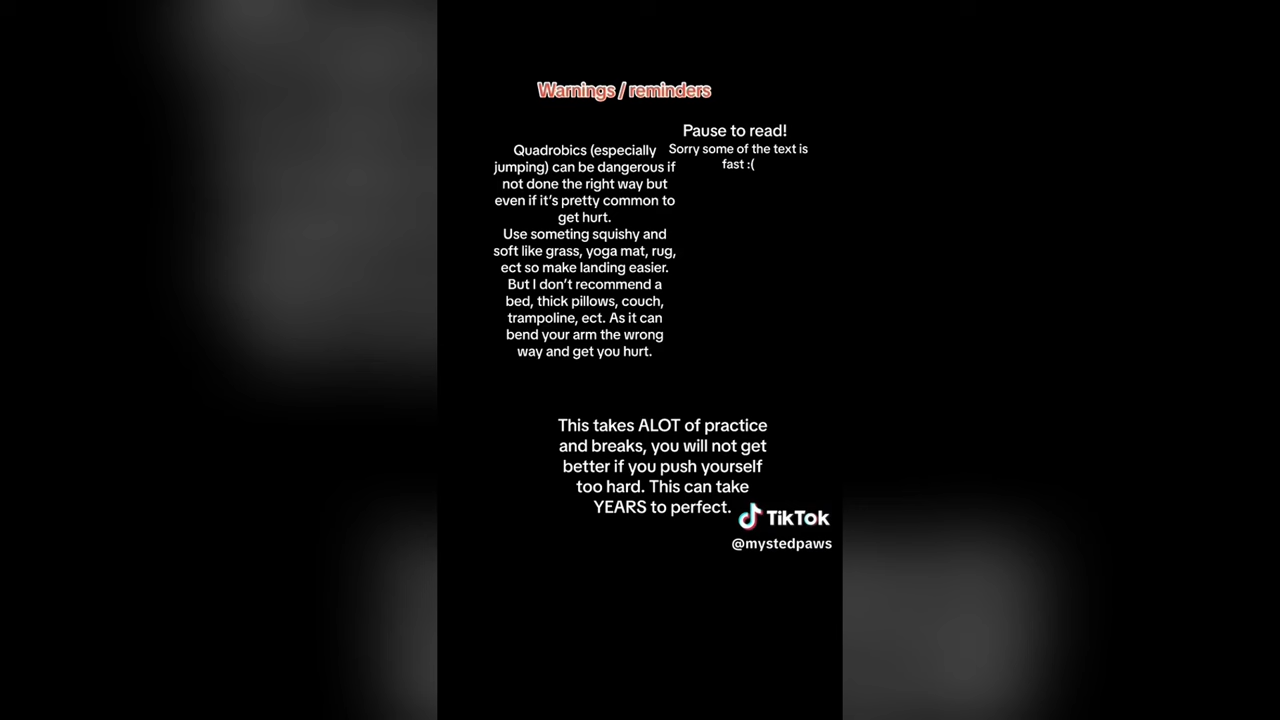 Warnings / reminders
Pause to read!
Sorry some of the text is
fast :(
Quadrobics (especially
jumping) can be dangerous if
not done the right way but
even if it's pretty common to
get hurt.
Use someting squishy and
soft like grass, yoga mat, rug,
ect so make landing easier.
But I don't recommend a
bed, thick pillows, couch,
trampoline, ect. As it can
bend your arm the wrong
way and get you hurt.
This takes ALOT of practice
and breaks, you will not get
better if you push yourself
too hard. This can take
YEARS to perfect.
TikTok
@mystedpaws